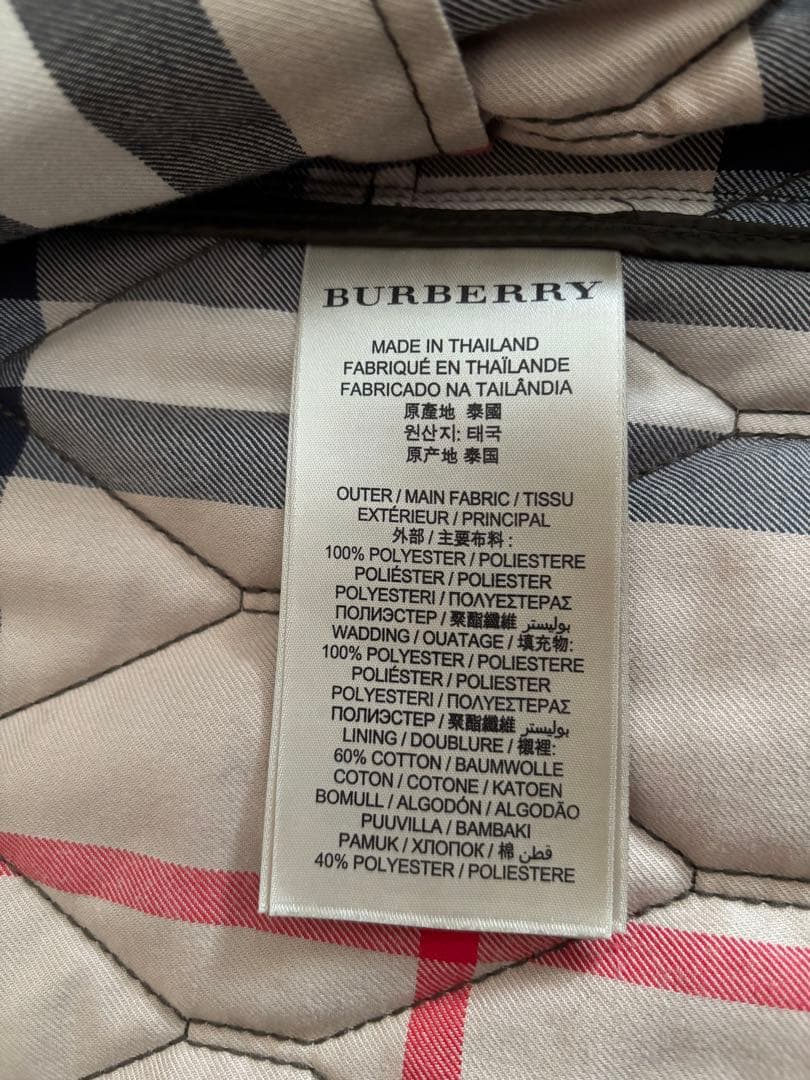 BURBERRY
MADE IN THAILAND
FABRIQUÉ EN THAÏLANDE
FABRICADO NA TAILÂNDIA
原產地 泰國
원산지: 태국
原产地 泰国
OUTER / MAIN FABRIC / TISSU
EXTÉRIEUR / PRINCIPAL
外部 / 主要布料 :
100% POLYESTER / POLIESTERE
POLIÉSTER / POLIESTER
POLYESTERI / ΠΟΛΥΕΣΤΕΡΑΣ
ПОЛИЭСТЕР / 聚酯纖維 بوليستر
WADDING / OUATAGE / 填充物:
100% POLYESTER / POLIESTERE
POLIÉSTER / POLIESTER
POLYESTERI / ΠΟΛΥΕΣΤΕΡΑΣ
ПОЛИЭСТЕР / 聚酯纖維 بوليستر
LINING / DOUBLURE / 襯裡:
60% COTTON / BAUMWOLLE
COTON / COTONE / KATOEN
BOMULL / ALGODÓN / ALGODÃO
PUUVILLA / BAMBAKI
PAMUK / ХЛОПОК / 棉 قطن
40% POLYESTER / POLIESTERE